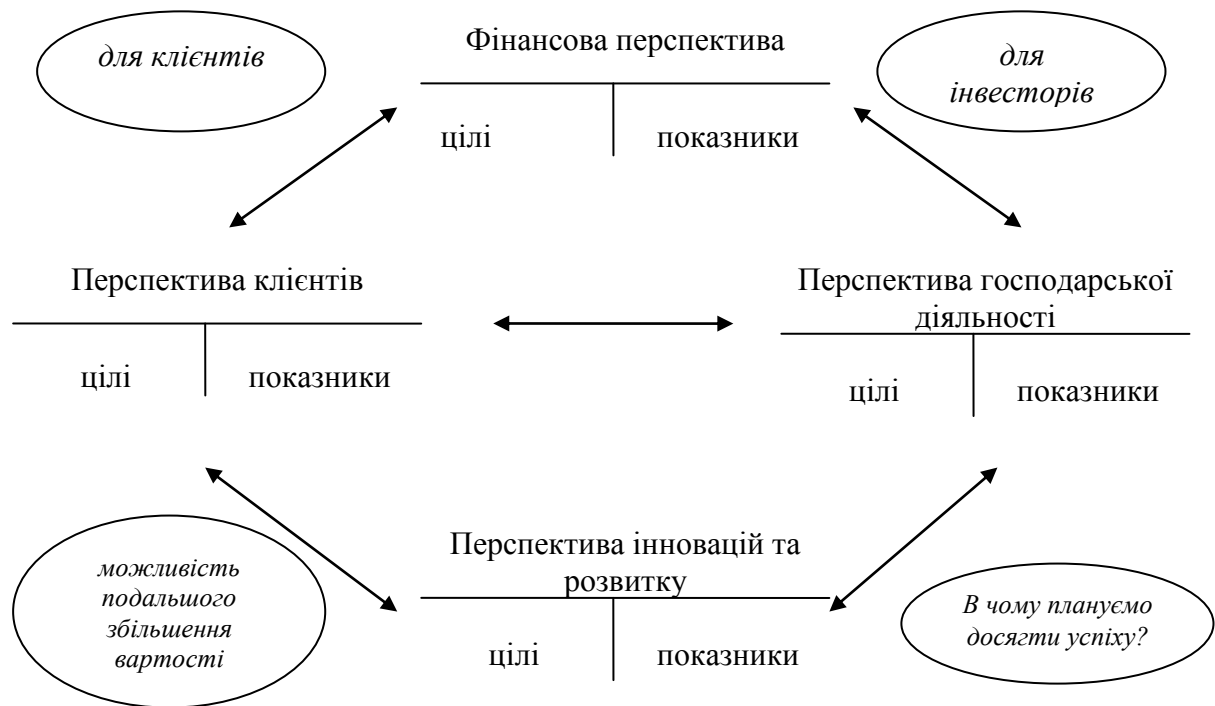 для клієнтів
Фінансова перспектива
для
інвесторів
цілі
показники
Перспектива клієнтів
Перспектива господарської
діяльності
цілі
показники
цілі
показники
можливість
подальшого
збільшення
вартості
Перспектива інновацій та
розвитку
В чому плануємо
досягти успіху?
цілі
показники